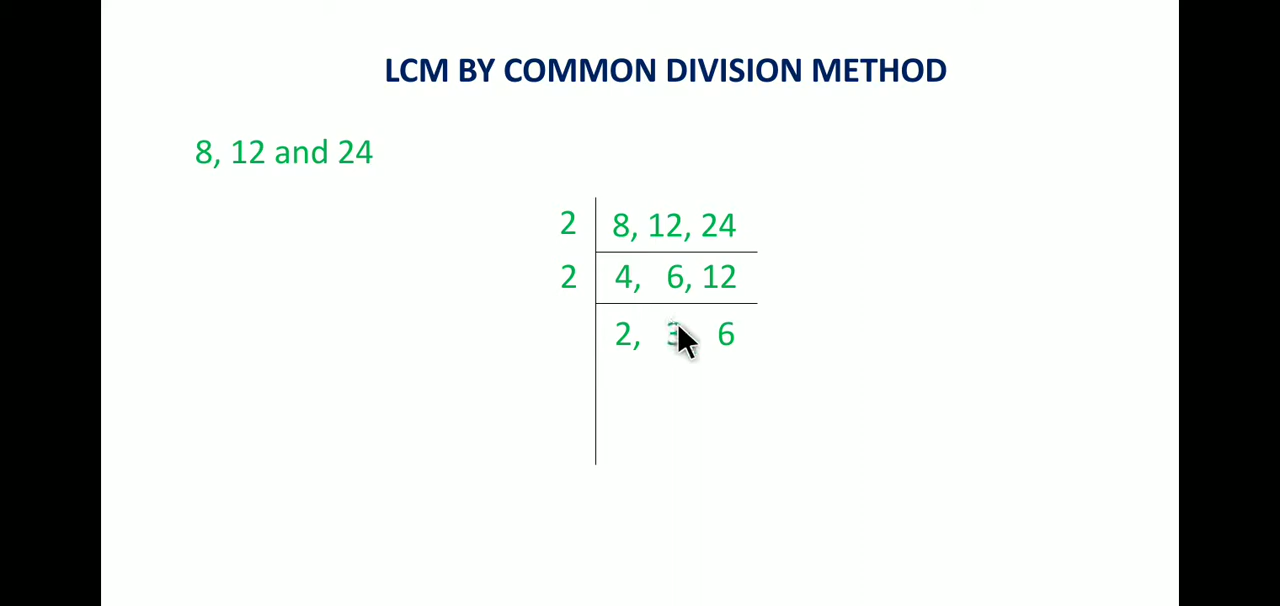 LCM BY COMMON DIVISION METHOD
8, 12 and 24
2 8, 12, 24
2 4, 6, 12
2, 3, 6